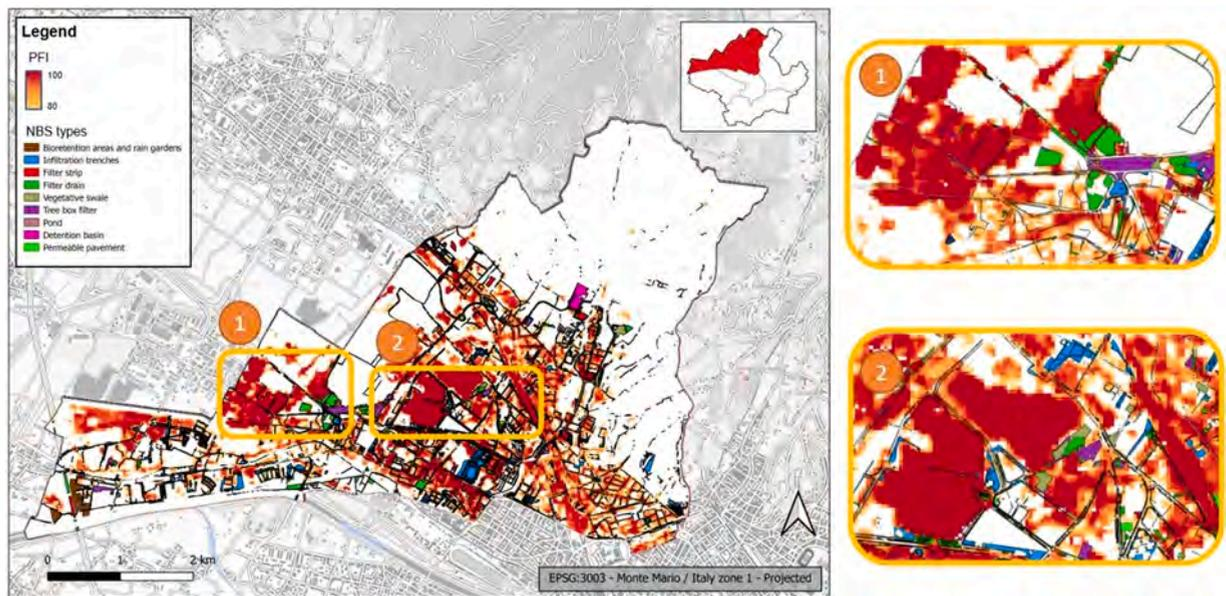 Legend
PFI
100
80
NBS types
Bioretention areas and rain gardens
Infiltration trenches
Filter strip
Filter drain
Vegetative swale
Tree box filter
Pond
Detention basin
Permeable pavement
1
2
0 1 2 km
EPSG:3003 - Monte Mario / Italy zone 1 - Projected
1
2